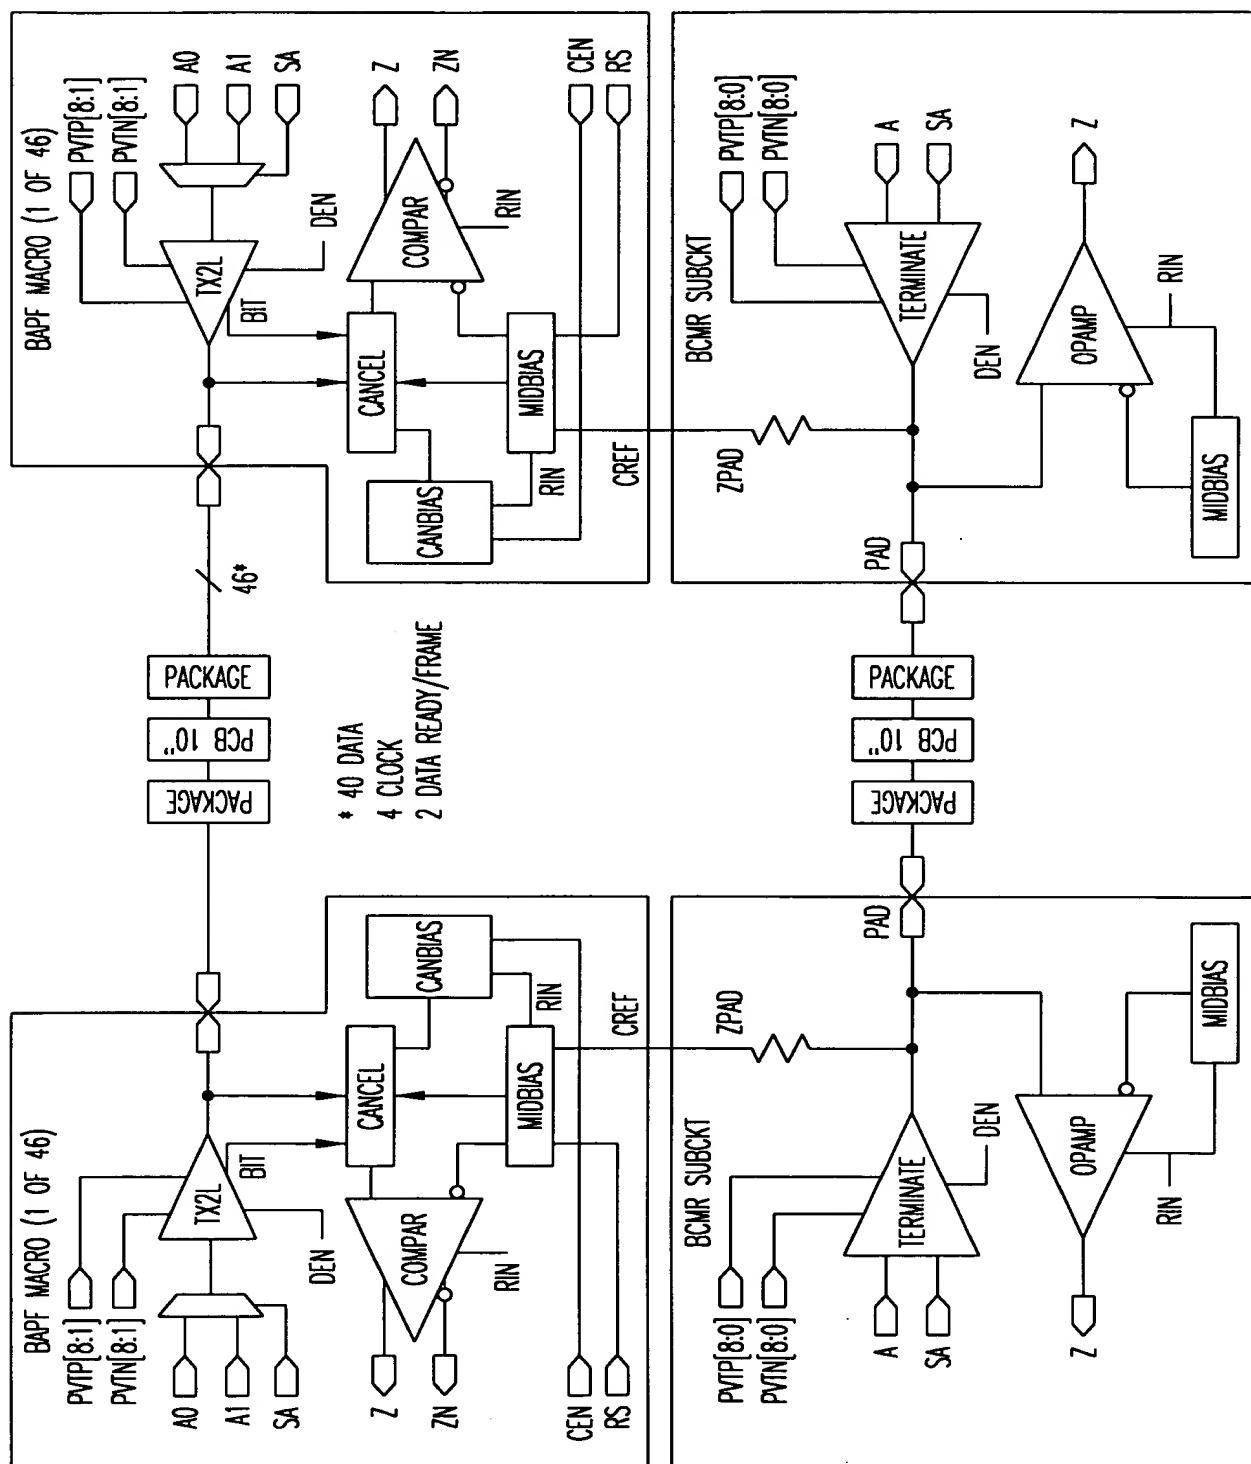 BAPF MACRO (1 OF 46)
PVTP[8:1]
PVTN[8:1]
A0
A1
SA
TX2L
BIT
DEN
CANCEL
COMPAR
Z
ZN
RIN
MIDBIAS
CANBIAS
RIN
CEN
RS
CREF
PACKAGE
PCB 10"
PACKAGE
46*
* 40 DATA
4 CLOCK
2 DATA READY/FRAME
BAPF MACRO (1 OF 46)
PVTP[8:1]
PVTN[8:1]
A0
A1
SA
TX2L
BIT
DEN
CANCEL
COMPAR
Z
ZN
RIN
MIDBIAS
CANBIAS
RIN
CEN
RS
CREF
BCMR SUBCKT
PVTP[8:0]
PVTN[8:0]
A
SA
TERMINATE
DEN
ZPAD
PAD
OPAMP
Z
RIN
MIDBIAS
PACKAGE
PCB 10"
PACKAGE
BCMR SUBCKT
PVTP[8:0]
PVTN[8:0]
A
SA
TERMINATE
DEN
ZPAD
PAD
OPAMP
Z
RIN
MIDBIAS